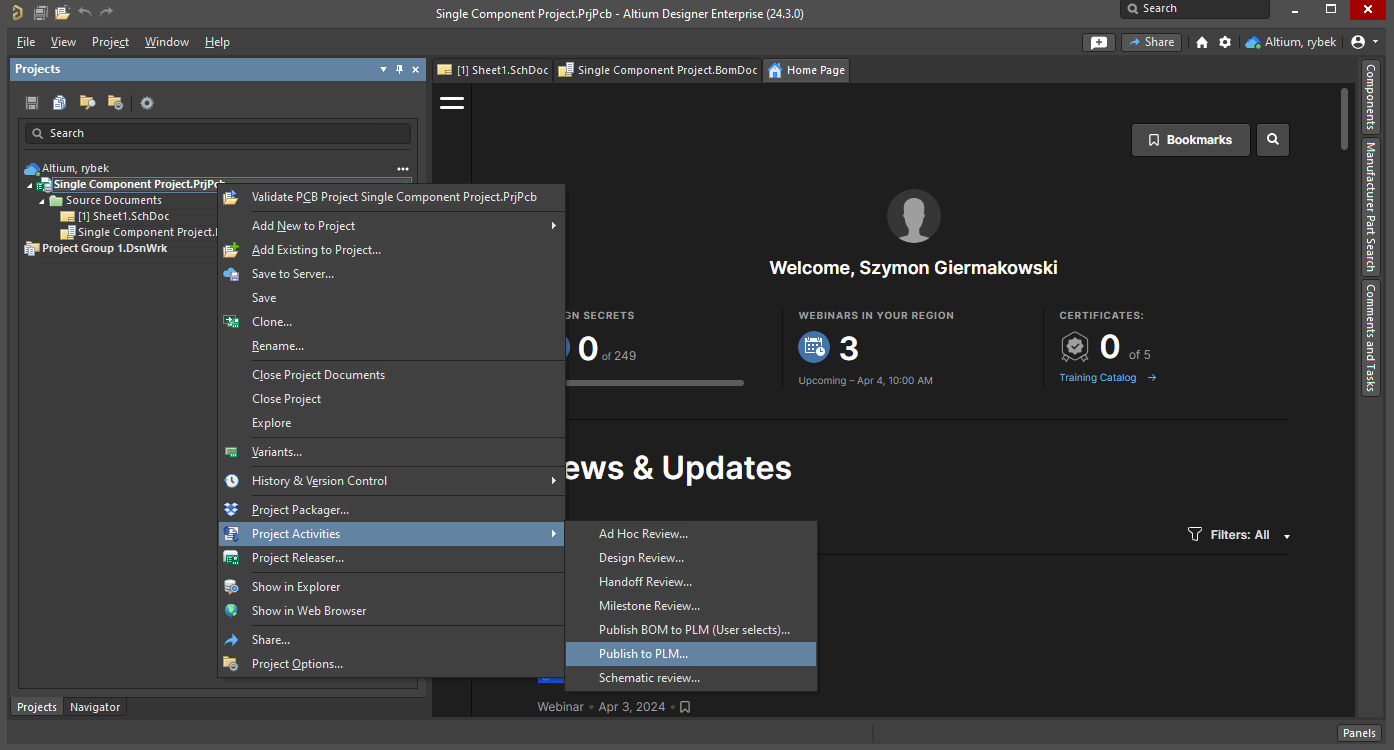 Single Component Project.PrjPcb - Altium Designer Enterprise (24.3.0)
Search
File View Project Window Help
Share
Altium, rybek
Projects
[1] Sheet1.SchDoc
Single Component Project.BomDoc
Home Page
Search
Altium, rybek
Single Component Project.PrjPcb
Source Documents
[1] Sheet1.SchDoc
Single Component Project.
Project Group 1.DsnWrk
Validate PCB Project Single Component Project.PrjPcb
Add New to Project
Add Existing to Project...
Save to Server...
Save
Clone...
Rename...
Close Project Documents
Close Project
Explore
Variants...
History & Version Control
Project Packager...
Project Activities
Project Releaser...
Show in Explorer
Show in Web Browser
Share...
Project Options...
Ad Hoc Review...
Design Review...
Handoff Review...
Milestone Review...
Publish BOM to PLM (User selects)...
Publish to PLM...
Schematic review...
Bookmarks
Welcome, Szymon Giermakowski
GN SECRETS
0 of 249
WEBINARS IN YOUR REGION
3
Upcoming – Apr 4, 10:00 AM
CERTIFICATES:
0 of 5
Training Catalog →
ews & Updates
Filters: All
Webinar • Apr 3, 2024 •
Components
Manufacturer Part Search
Comments and Tasks
Projects
Navigator
Panels